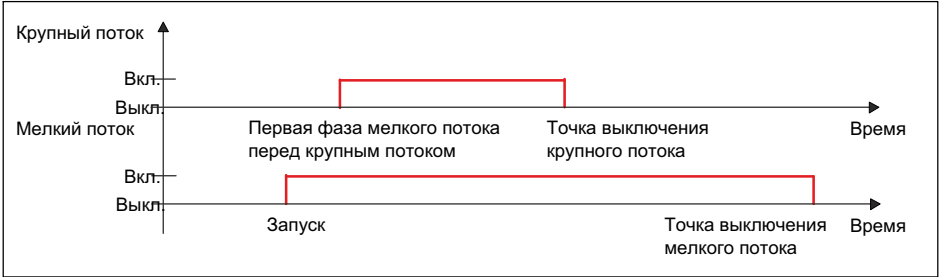 Крупный поток
Вкл.
Выкл.
Мелкий поток
Первая фаза мелкого потока
перед крупным потоком
Точка выключения
крупного потока
Время
Вкл.
Выкл.
Запуск
Точка выключения
мелкого потока
Время